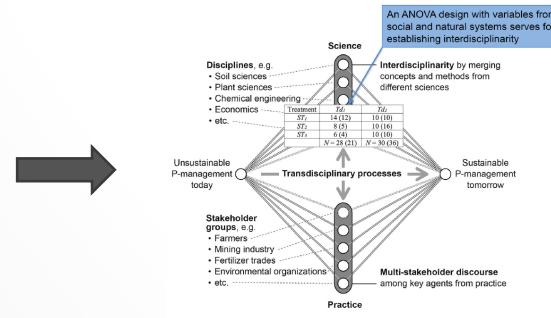 An ANOVA design with variables from
social and natural systems serves for
establishing interdisciplinarity
Science
Disciplines, e.g.
• Soil sciences
• Plant sciences
• Chemical engineering
• Economics
• etc.
Interdisciplinarity by merging
concepts and methods from
different sciences
Treatment Td₁ Td₂
ST₁ 14 (12) 10 (10)
ST₂ 8 (5) 10 (16)
ST₃ 6 (4) 10 (10)
N = 28 (21) N = 30 (36)
Unsustainable
P-management
today
Transdisciplinary processes
Sustainable
P-management
tomorrow
Stakeholder
groups, e.g.
• Farmers
• Mining industry
• Fertilizer trades
• Environmental organizations
• etc.
Multi-stakeholder discourse
among key agents from practice
Practice